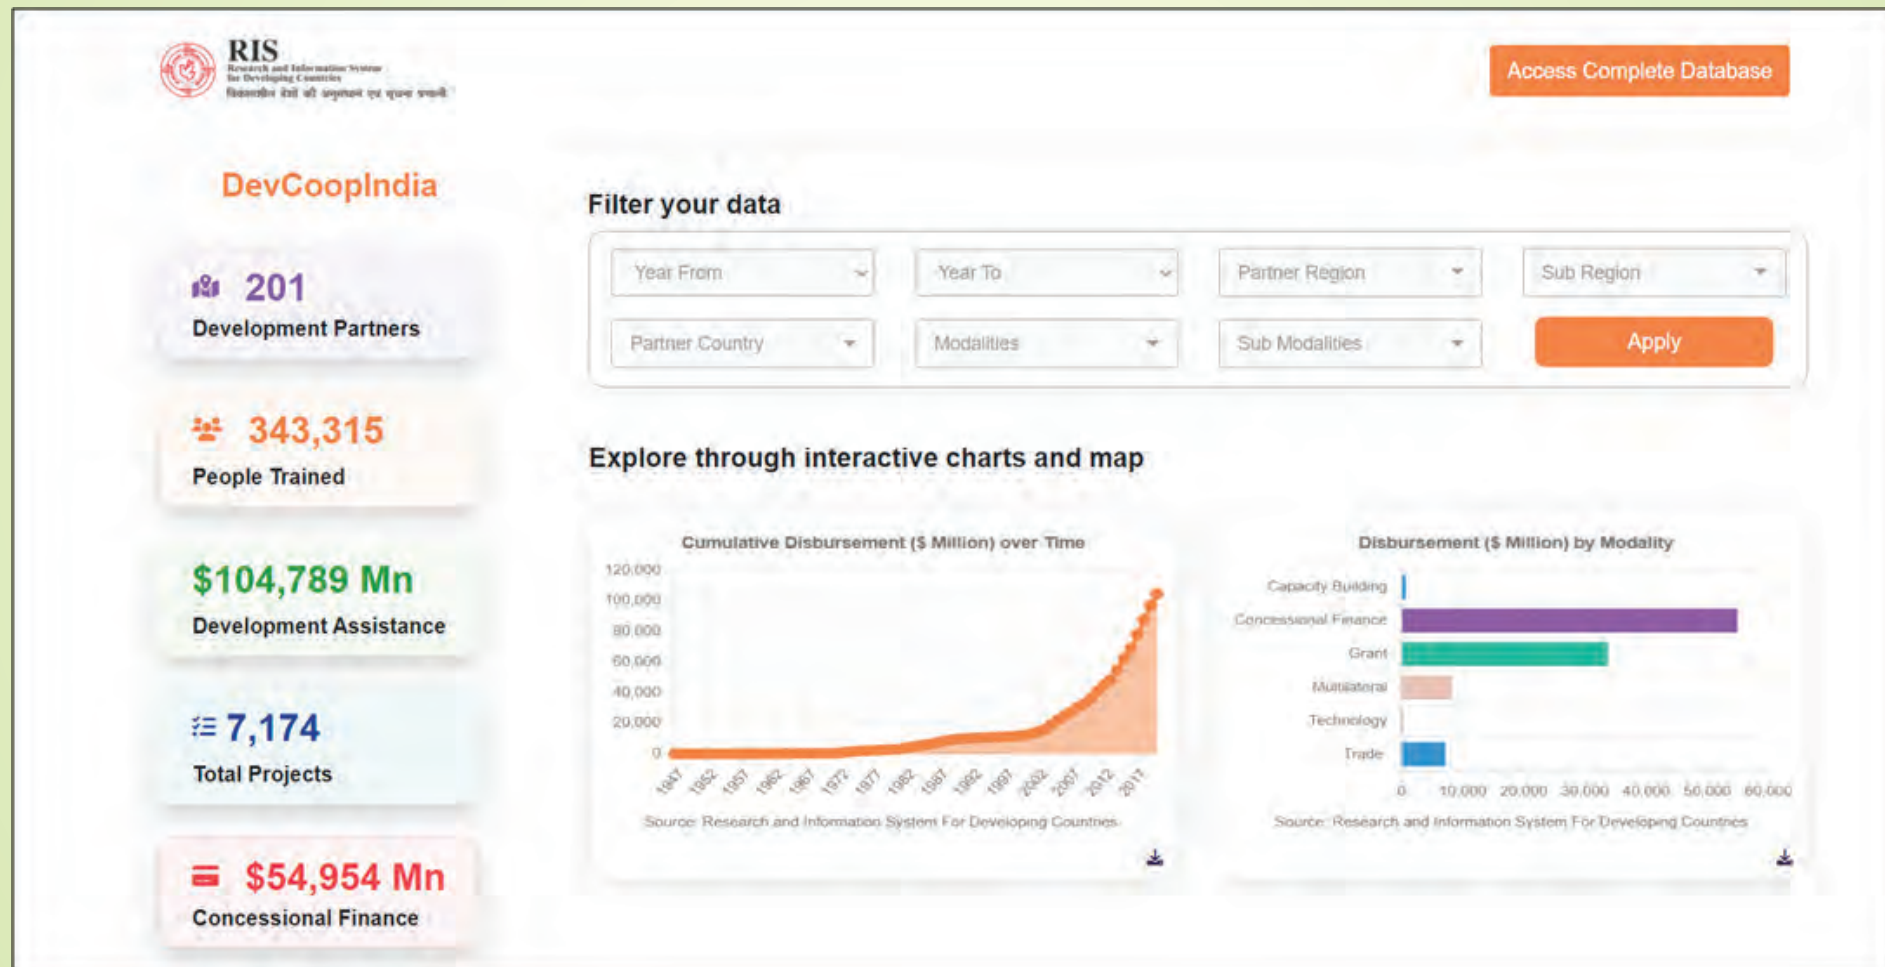 RIS
Research and Information System
for Developing Countries
विकासशील देशों की अनुसंधान एवं सूचना प्रणाली
Access Complete Database
DevCoopIndia
201
Development Partners
343,315
People Trained
$104,789 Mn
Development Assistance
7,174
Total Projects
$54,954 Mn
Concessional Finance
Filter your data
Year From
Year To
Partner Region
Sub Region
Partner Country
Modalities
Sub Modalities
Apply
Explore through interactive charts and map
Cumulative Disbursement ($ Million) over Time
120,000
100,000
80,000
60,000
40,000
20,000
0
1947 1952 1957 1962 1967 1972 1977 1982 1987 1992 1997 2002 2007 2012 2017
Source: Research and Information System For Developing Countries
Disbursement ($ Million) by Modality
Capacity Building
Concessional Finance
Grant
Multilateral
Technology
Trade
0 10,000 20,000 30,000 40,000 50,000 60,000
Source: Research and Information System For Developing Countries